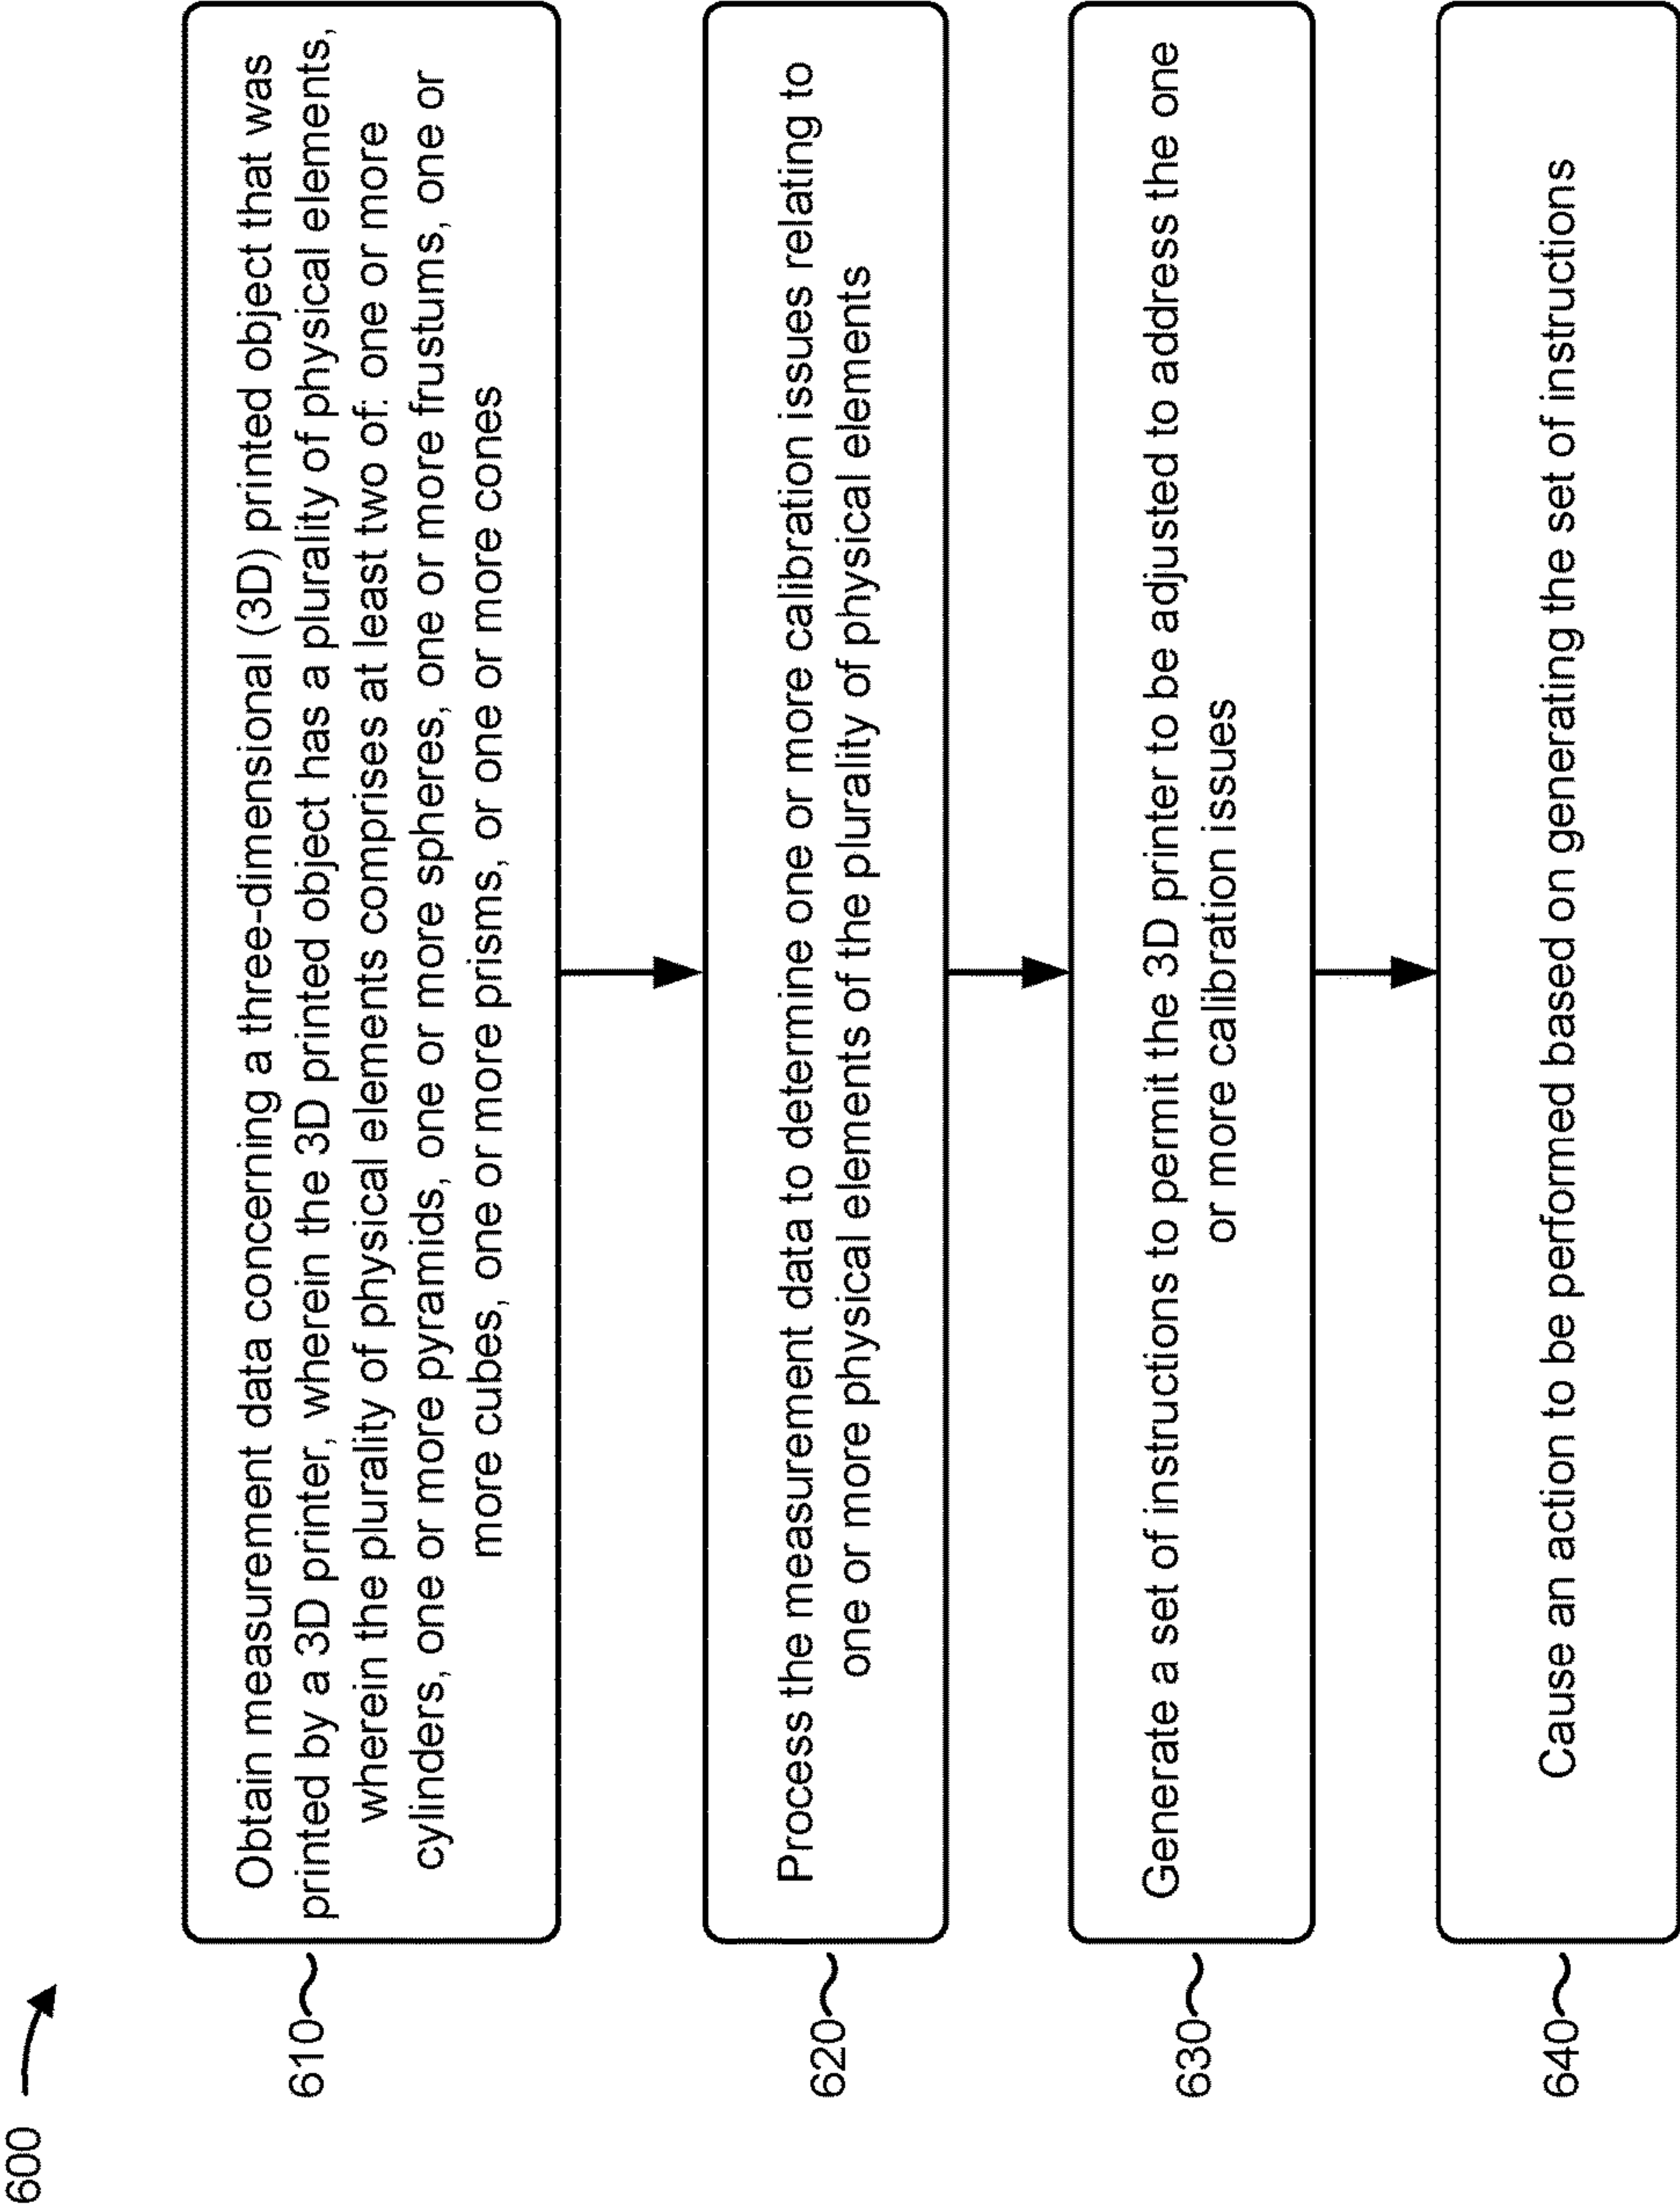 600
610
Obtain measurement data concerning a three-dimensional (3D) printed object that was
printed by a 3D printer, wherein the 3D printed object has a plurality of physical elements,
wherein the plurality of physical elements comprises at least two of: one or more
cylinders, one or more pyramids, one or more spheres, one or more frustums, one or
more cubes, one or more prisms, or one or more cones
620
Process the measurement data to determine one or more calibration issues relating to
one or more physical elements of the plurality of physical elements
630
Generate a set of instructions to permit the 3D printer to be adjusted to address the one
or more calibration issues
640
Cause an action to be performed based on generating the set of instructions